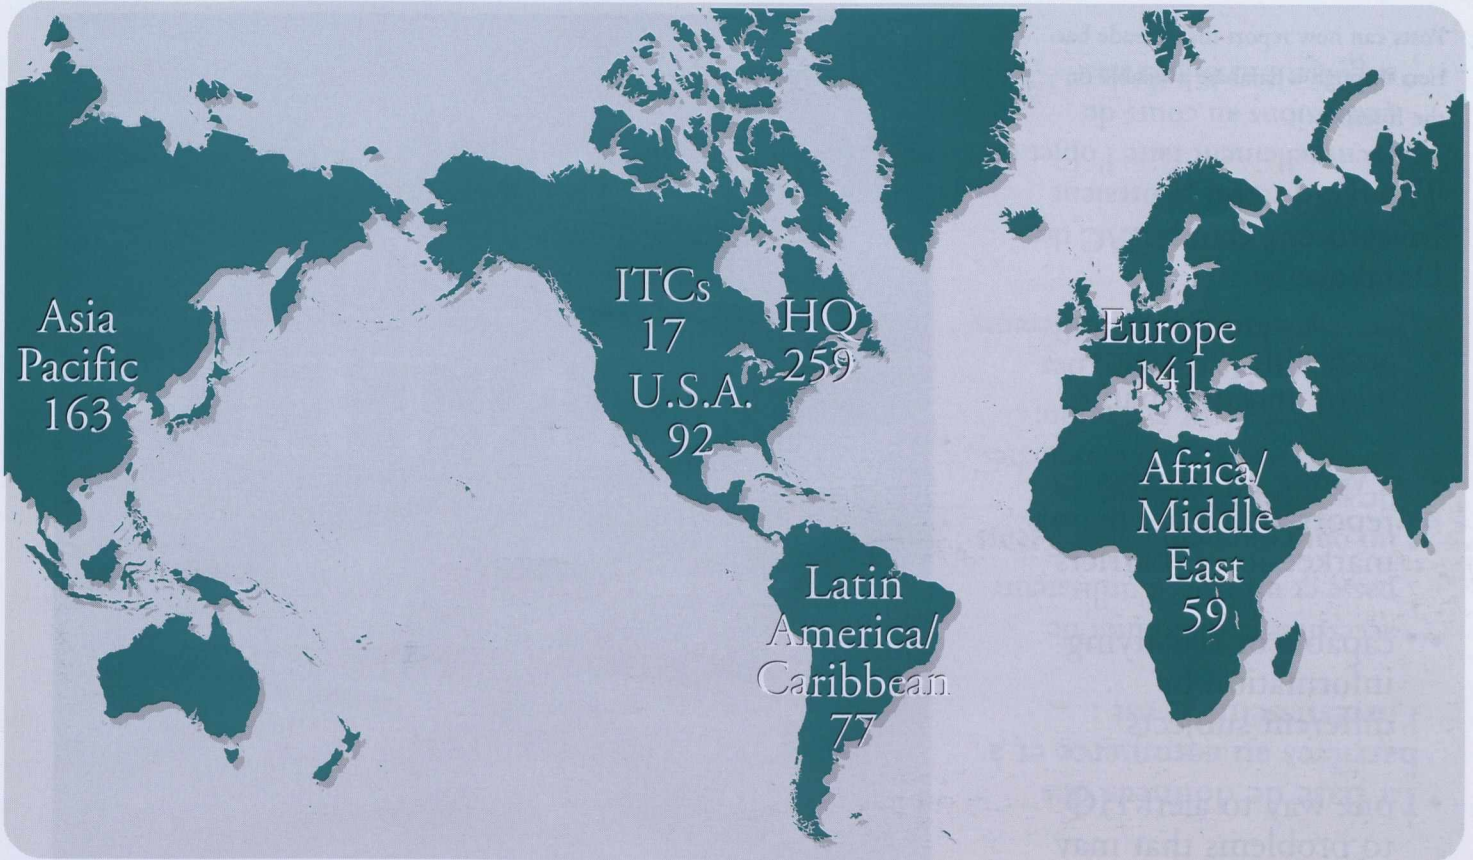 Asia
Pacific
163
ITCs
17
U.S.A.
92
HQ
259
Europe
141
Africa/
Middle
East
59
Latin
America/
Caribbean
77